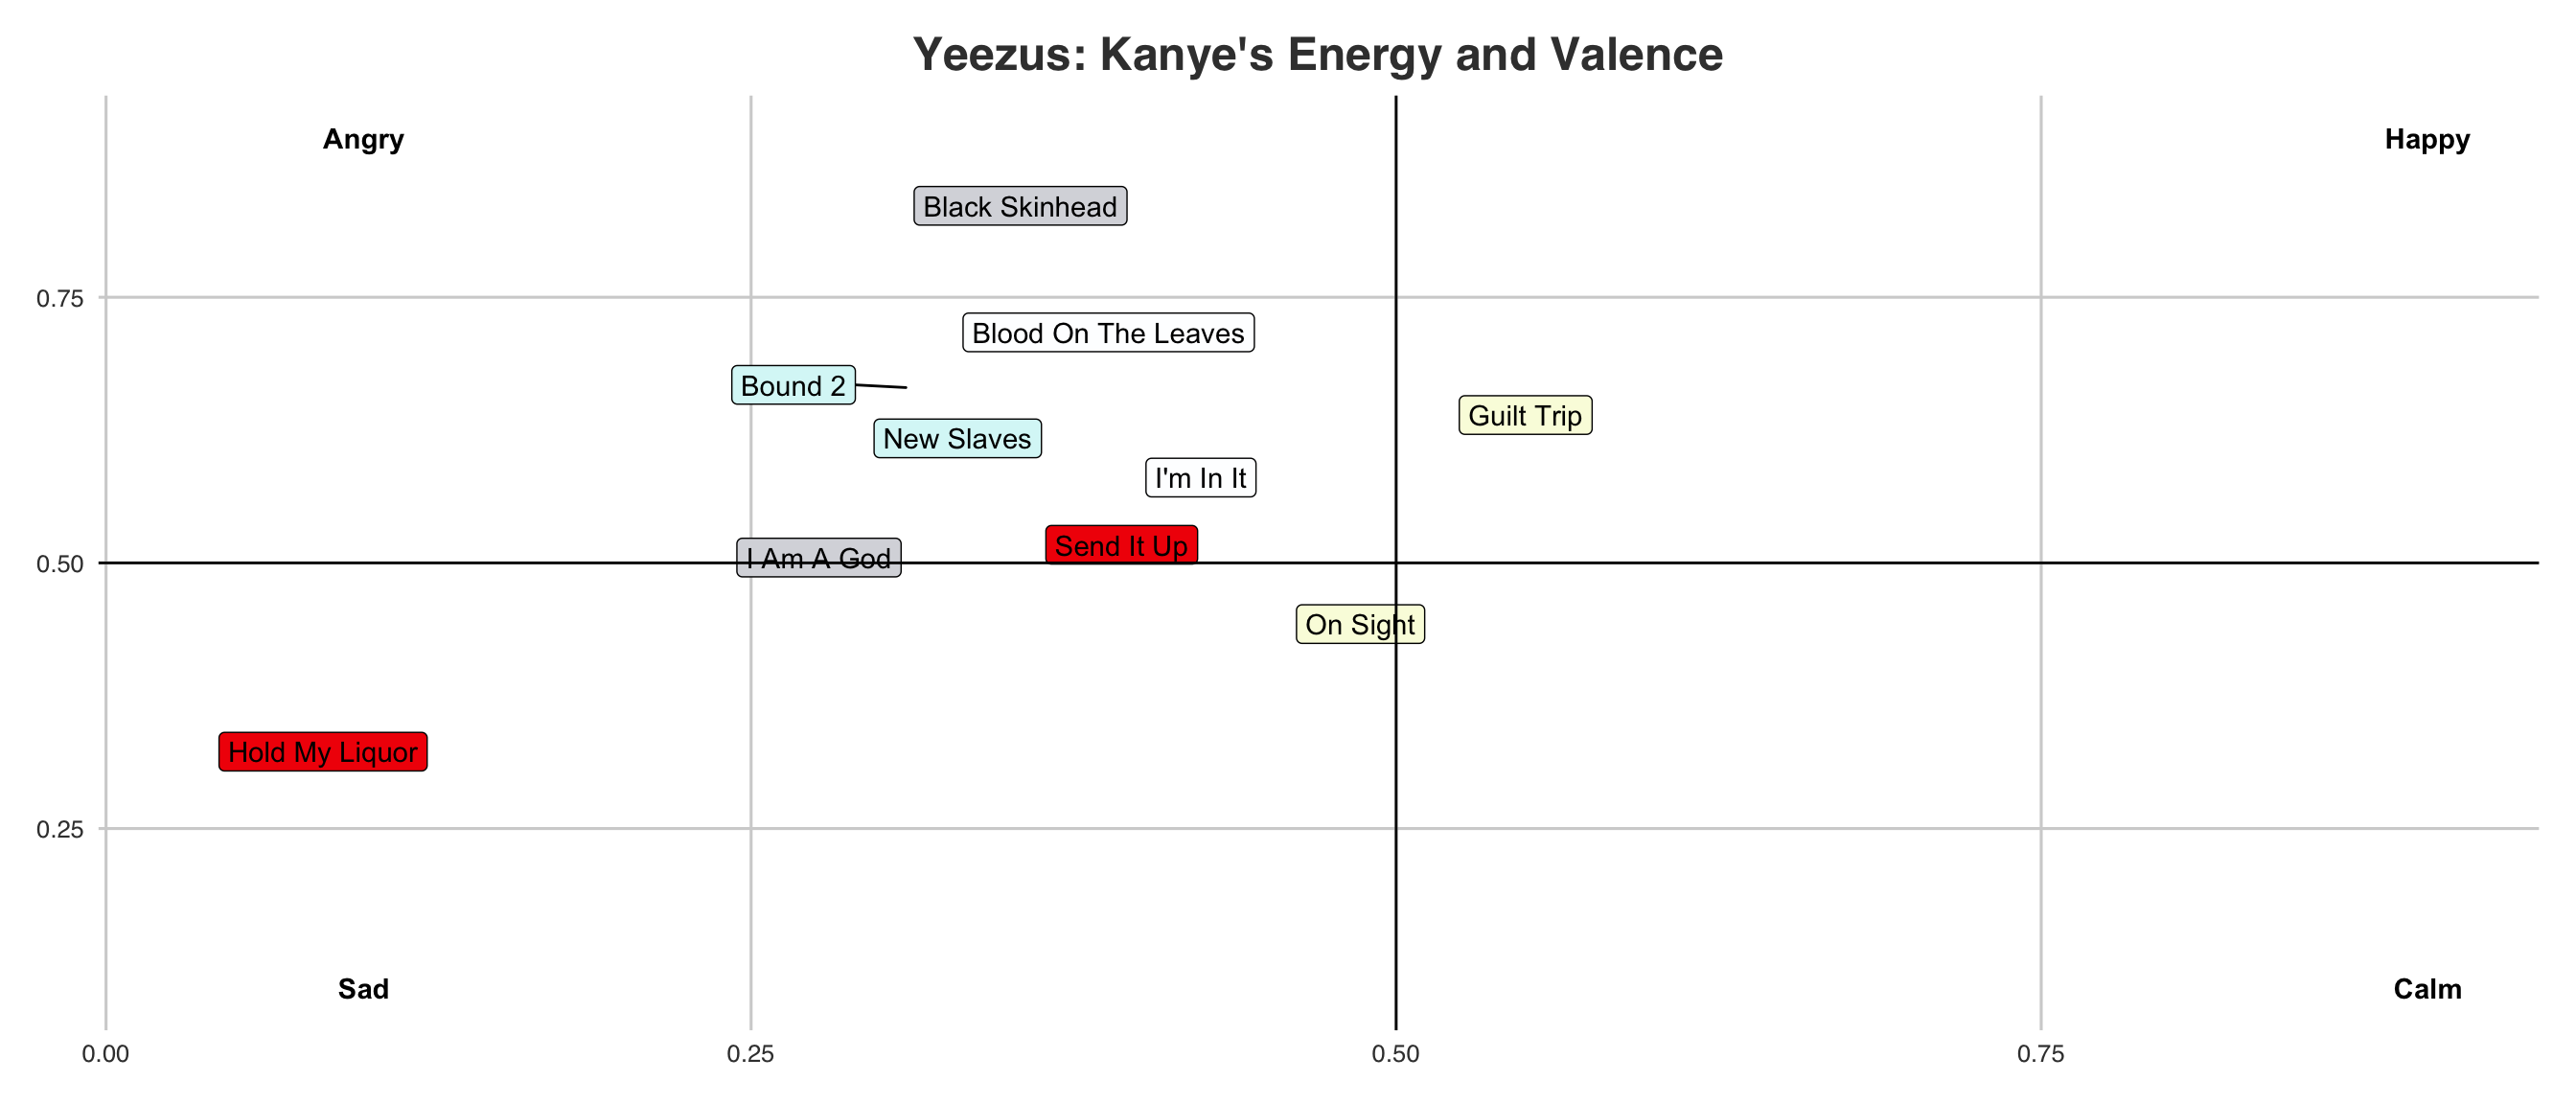 Yeezus: Kanye's Energy and Valence
Angry
Happy
Black Skinhead
0.75
Blood On The Leaves
Bound 2
Guilt Trip
New Slaves
I'm In It
Send It Up
I Am A God
0.50
On Sight
Hold My Liquor
0.25
Sad
Calm
0.00
0.25
0.50
0.75